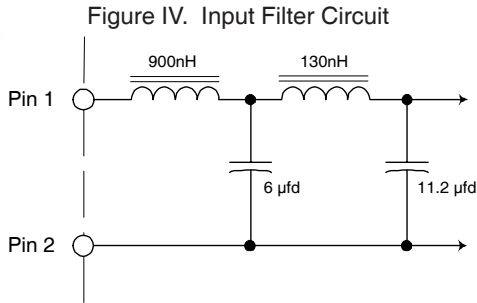 Figure IV. Input Filter Circuit
900nH
130nH
Pin 1
6 µfd
11.2 µfd
Pin 2